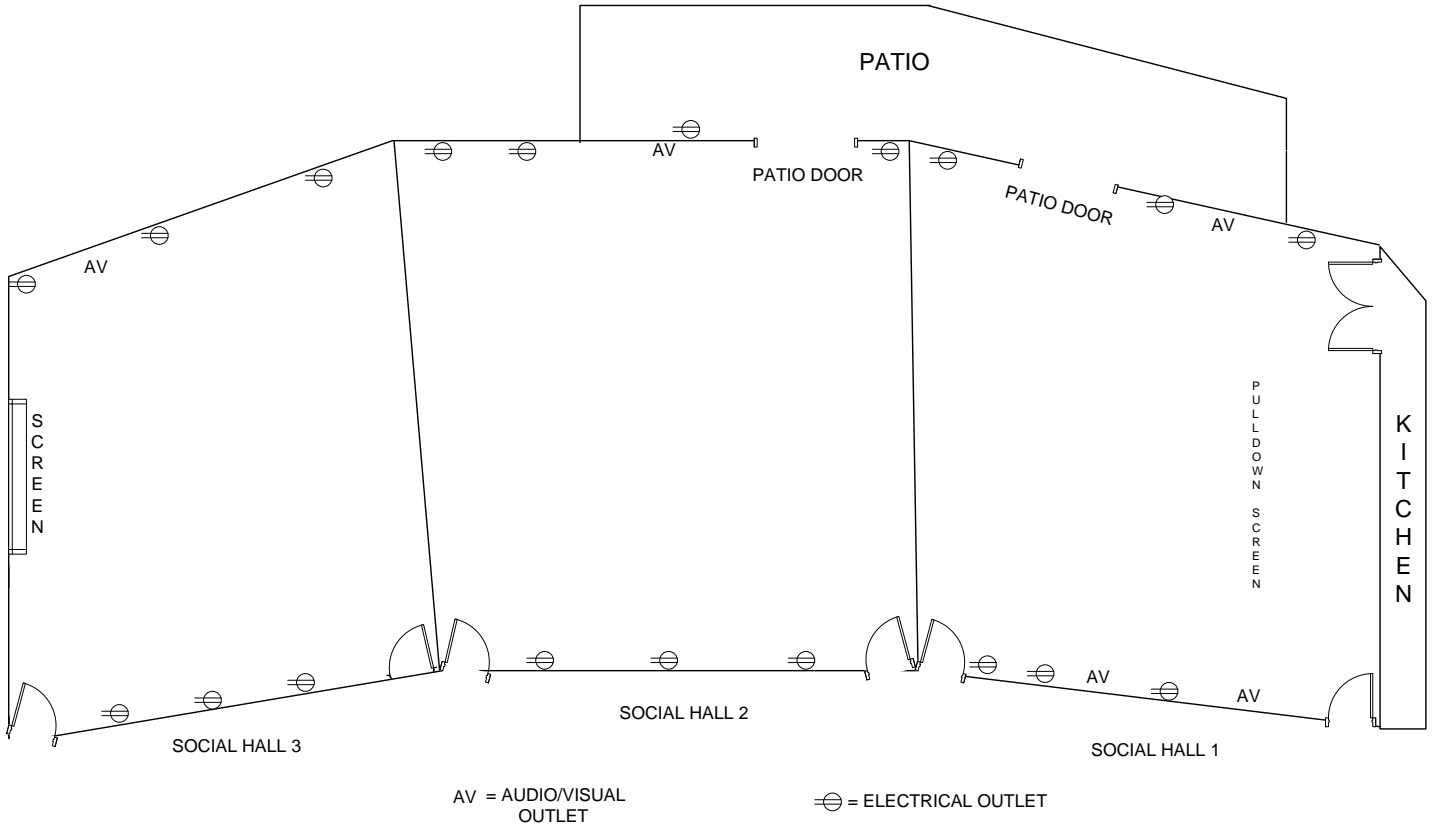 PATIO
AV
PATIO DOOR
PATIO DOOR
AV
AV
SCREEN
PULLDOWN SCREEN
KITCHEN
AV
AV
SOCIAL HALL 3
SOCIAL HALL 2
SOCIAL HALL 1
AV = AUDIO/VISUAL
OUTLET
= ELECTRICAL OUTLET